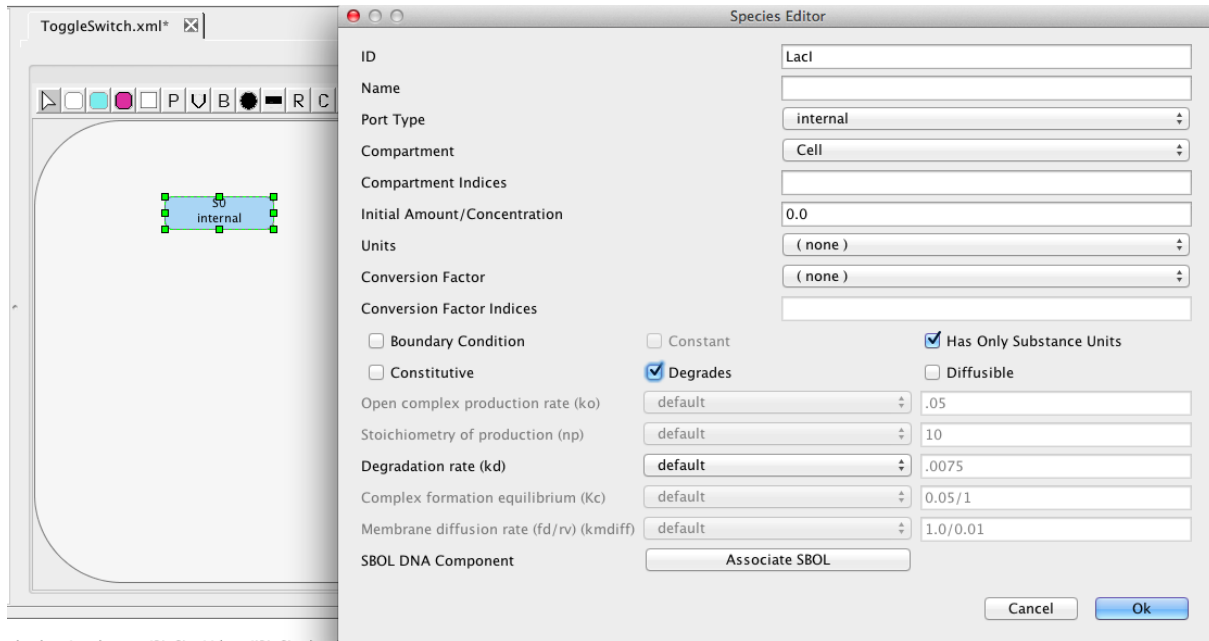 ToggleSwitch.xml*
P V B R C
S0
internal
Species Editor
ID LacI
Name
Port Type internal
Compartment Cell
Compartment Indices
Initial Amount/Concentration 0.0
Units ( none )
Conversion Factor ( none )
Conversion Factor Indices
Boundary Condition Constant Has Only Substance Units
Constitutive Degrades Diffusible
Open complex production rate (ko) default .05
Stoichiometry of production (np) default 10
Degradation rate (kd) default .0075
Complex formation equilibrium (Kc) default 0.05/1
Membrane diffusion rate (fd/rv) (kmdiff) default 1.0/0.01
SBOL DNA Component Associate SBOL
Cancel Ok